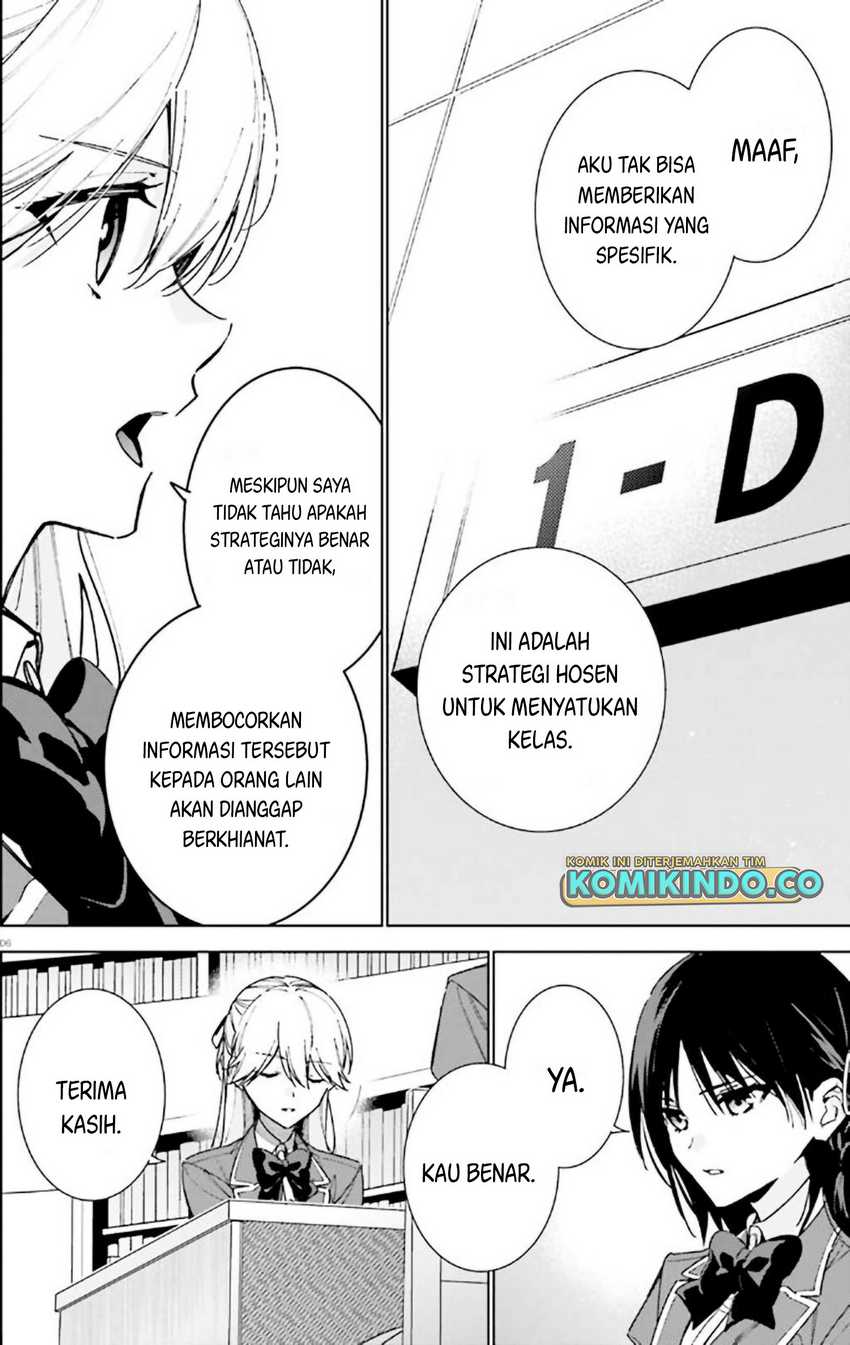 MAAF,
AKU TAK BISA
MEMBERIKAN
INFORMASI YANG
SPESIFIK.
1-D
INI ADALAH
STRATEGI HOSEN
UNTUK MENYATUKAN
KELAS.
MESKIPUN SAYA
TIDAK TAHU APAKAH
STRATEGINYA BENAR
ATAU TIDAK,
MEMBOCORKAN
INFORMASI TERSEBUT
KEPADA ORANG LAIN
AKAN DIANGGAP
BERKHIANAT.
KOMIK INI DITERJEMAHKAN TIM
KOMIKINDO.CO
YA.
KAU BENAR.
TERIMA
KASIH.